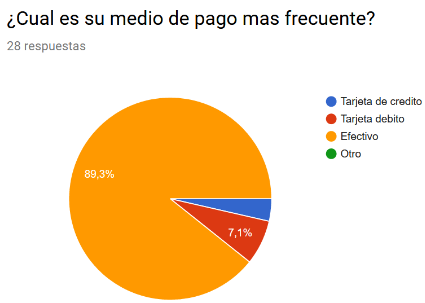 ¿Cual es su medio de pago mas frecuente?
28 respuestas
Tarjeta de credito
Tarjeta debito
Efectivo
Otro
89,3%
7,1%